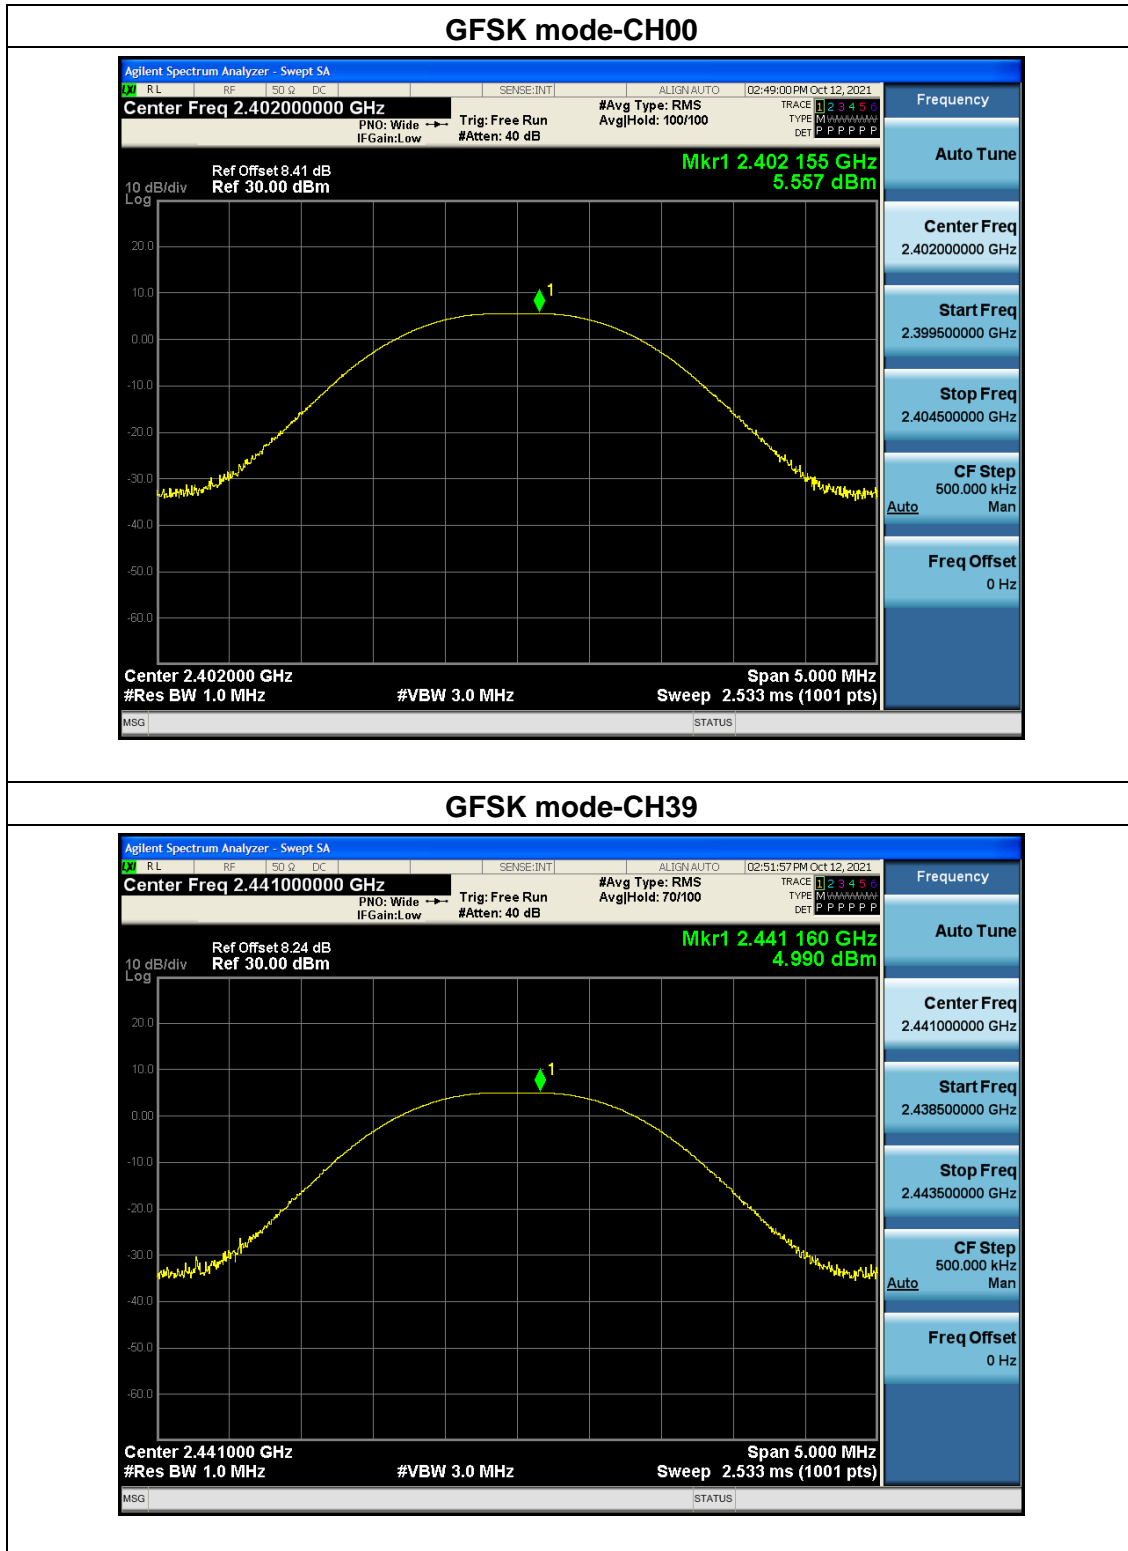 GFSK mode-CH00
Agilent Spectrum Analyzer - Swept SA
LXI RL RF 50 Ω DC SENSE:INT ALIGNAUTO 02:49:00 PM Oct 12, 2021
Center Freq 2.402000000 GHz
PNO: Wide
IFGain:Low
Trig: Free Run
#Atten: 40 dB
#Avg Type: RMS
Avg|Hold: 100/100
TRACE 1 2 3 4 5 6
TYPE M W W W W W
DET P P P P P P
Frequency
Mkr1 2.402 155 GHz
5.557 dBm
Ref Offset 8.41 dB
10 dB/div Ref 30.00 dBm
Log
20.0
10.0
0.00
-10.0
-20.0
-30.0
-40.0
-50.0
-60.0
1
Center 2.402000 GHz
Span 5.000 MHz
#Res BW 1.0 MHz #VBW 3.0 MHz Sweep 2.533 ms (1001 pts)
Auto Tune
Center Freq
2.402000000 GHz
Start Freq
2.399500000 GHz
Stop Freq
2.404500000 GHz
CF Step
500.000 kHz
Auto Man
Freq Offset
0 Hz
MSG STATUS
GFSK mode-CH39
Agilent Spectrum Analyzer - Swept SA
LXI RL RF 50 Ω DC SENSE:INT ALIGNAUTO 02:51:57 PM Oct 12, 2021
Center Freq 2.441000000 GHz
PNO: Wide
IFGain:Low
Trig: Free Run
#Atten: 40 dB
#Avg Type: RMS
Avg|Hold: 70/100
TRACE 1 2 3 4 5 6
TYPE M W W W W W
DET P P P P P P
Frequency
Mkr1 2.441 160 GHz
4.990 dBm
Ref Offset 8.24 dB
10 dB/div Ref 30.00 dBm
Log
20.0
10.0
0.00
-10.0
-20.0
-30.0
-40.0
-50.0
-60.0
1
Center 2.441000 GHz
Span 5.000 MHz
#Res BW 1.0 MHz #VBW 3.0 MHz Sweep 2.533 ms (1001 pts)
Auto Tune
Center Freq
2.441000000 GHz
Start Freq
2.438500000 GHz
Stop Freq
2.443500000 GHz
CF Step
500.000 kHz
Auto Man
Freq Offset
0 Hz
MSG STATUS